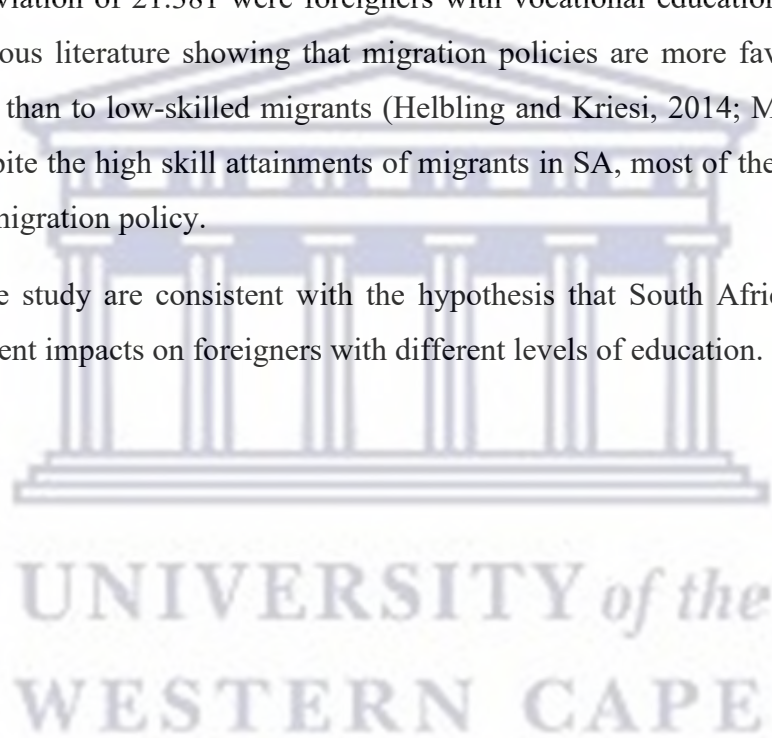 viation of 21.381 were foreigners with vocational education
ous literature showing that migration policies are more fav
than to low-skilled migrants (Helbling and Kriesi, 2014; M
pite the high skill attainments of migrants in SA, most of the
nigration policy.
e study are consistent with the hypothesis that South Afric
ent impacts on foreigners with different levels of education.
UNIVERSITY of the
WESTERN CAPE